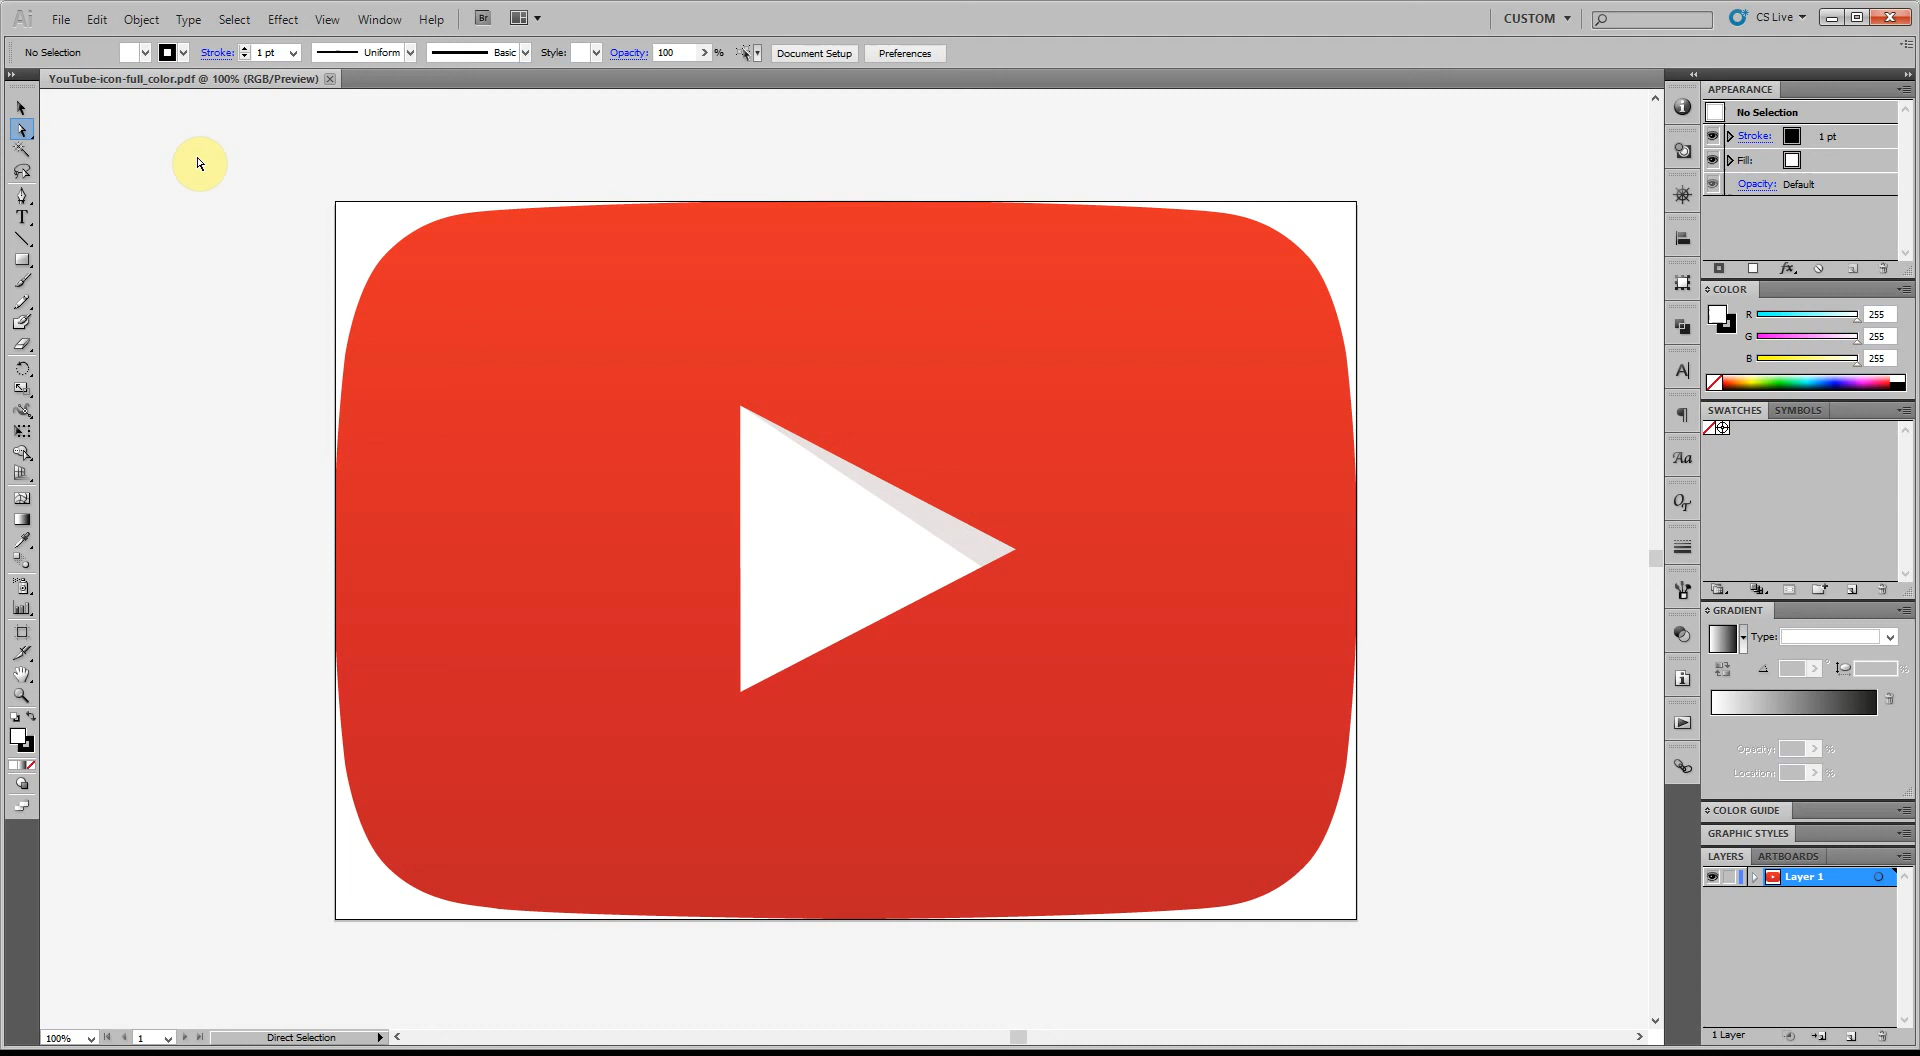 Ai File Edit Object Type Select Effect View Window Help Br CUSTOM CS Live
No Selection Stroke: 1 pt Uniform Basic Style: Opacity: 100 % Document Setup Preferences
YouTube-icon-full_color.pdf @ 100% (RGB/Preview)
APPEARANCE
No Selection
Stroke: 1 pt
Fill:
Opacity: Default
fx
COLOR
R 255
G 255
B 255
SWATCHES SYMBOLS
GRADIENT
Type:
°
%
Opacity: %
Location: %
COLOR GUIDE
GRAPHIC STYLES
LAYERS ARTBOARDS
Layer 1
1 Layer
100% 1 Direct Selection